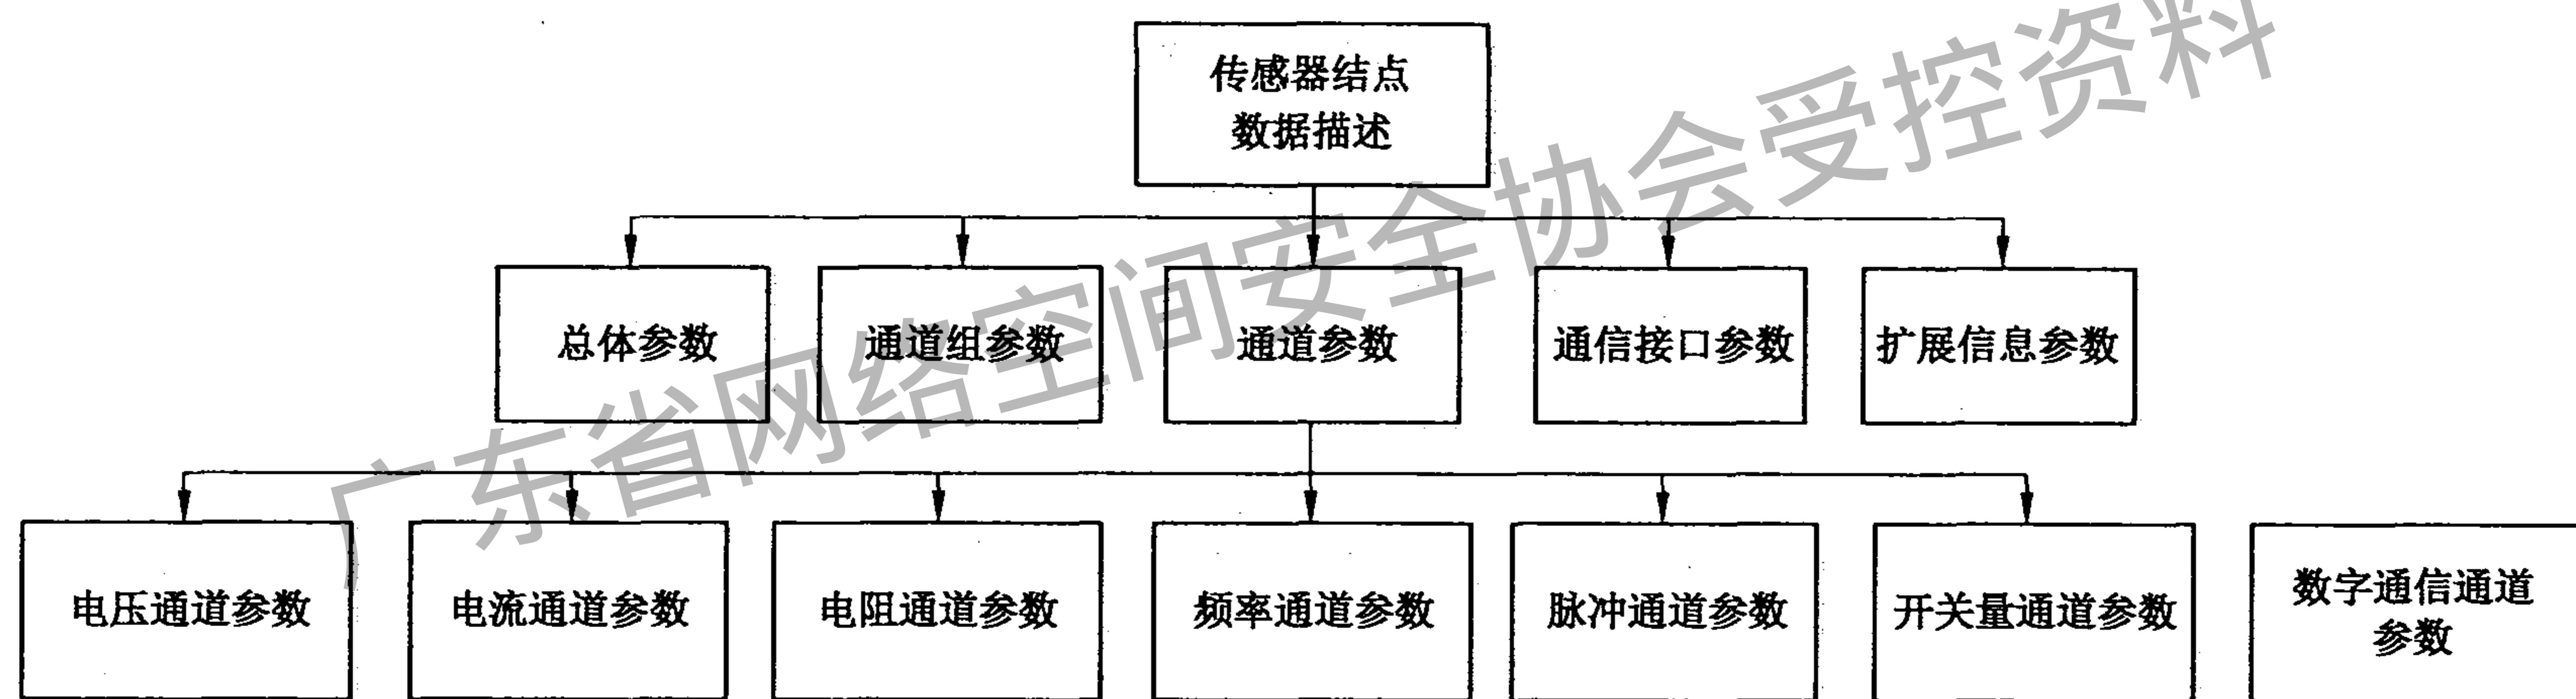 传感器结点
数据描述
总体参数
通道组参数
通道参数
通信接口参数
扩展信息参数
电压通道参数
电流通道参数
电阻通道参数
频率通道参数
脉冲通道参数
开关量通道参数
数字通信通道
参数
广东省网络空间安全协会受控资料